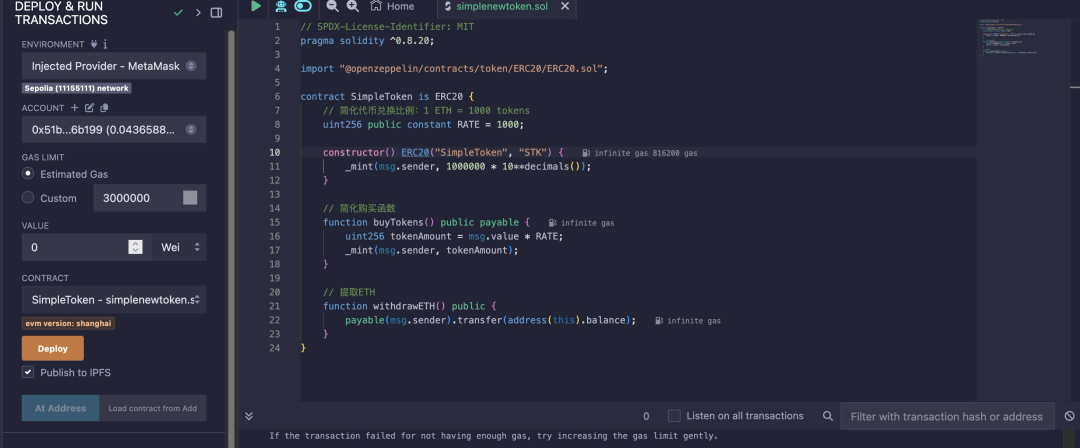 DEPLOY & RUN
TRANSACTIONS
ENVIRONMENT
Injected Provider - MetaMask
Sepolia (11155111) network
ACCOUNT
0x51b...6b199 (0.0436588...
GAS LIMIT
Estimated Gas
Custom 3000000
VALUE
0 Wei
CONTRACT
SimpleToken - simplenewtoken.s
evm version: shanghai
Deploy
Publish to IPFS
At Address Load contract from Add
Home simplenewtoken.sol
1 // SPDX-License-Identifier: MIT
2 pragma solidity ^0.8.20;
3
4 import "@openzeppelin/contracts/token/ERC20/ERC20.sol";
5
6 contract SimpleToken is ERC20 {
7 // 简化代币兑换比例: 1 ETH = 1000 tokens
8 uint256 public constant RATE = 1000;
9
10 constructor() ERC20("SimpleToken", "STK") { infinite gas 816200 gas
11 _mint(msg.sender, 1000000 * 10**decimals());
12 }
13
14 // 简化购买函数
15 function buyTokens() public payable { infinite gas
16 uint256 tokenAmount = msg.value * RATE;
17 _mint(msg.sender, tokenAmount);
18 }
19
20 // 提取ETH
21 function withdrawETH() public {
22 payable(msg.sender).transfer(address(this).balance); infinite gas
23 }
24 }
0 Listen on all transactions Filter with transaction hash or address
If the transaction failed for not having enough gas, try increasing the gas limit gently.